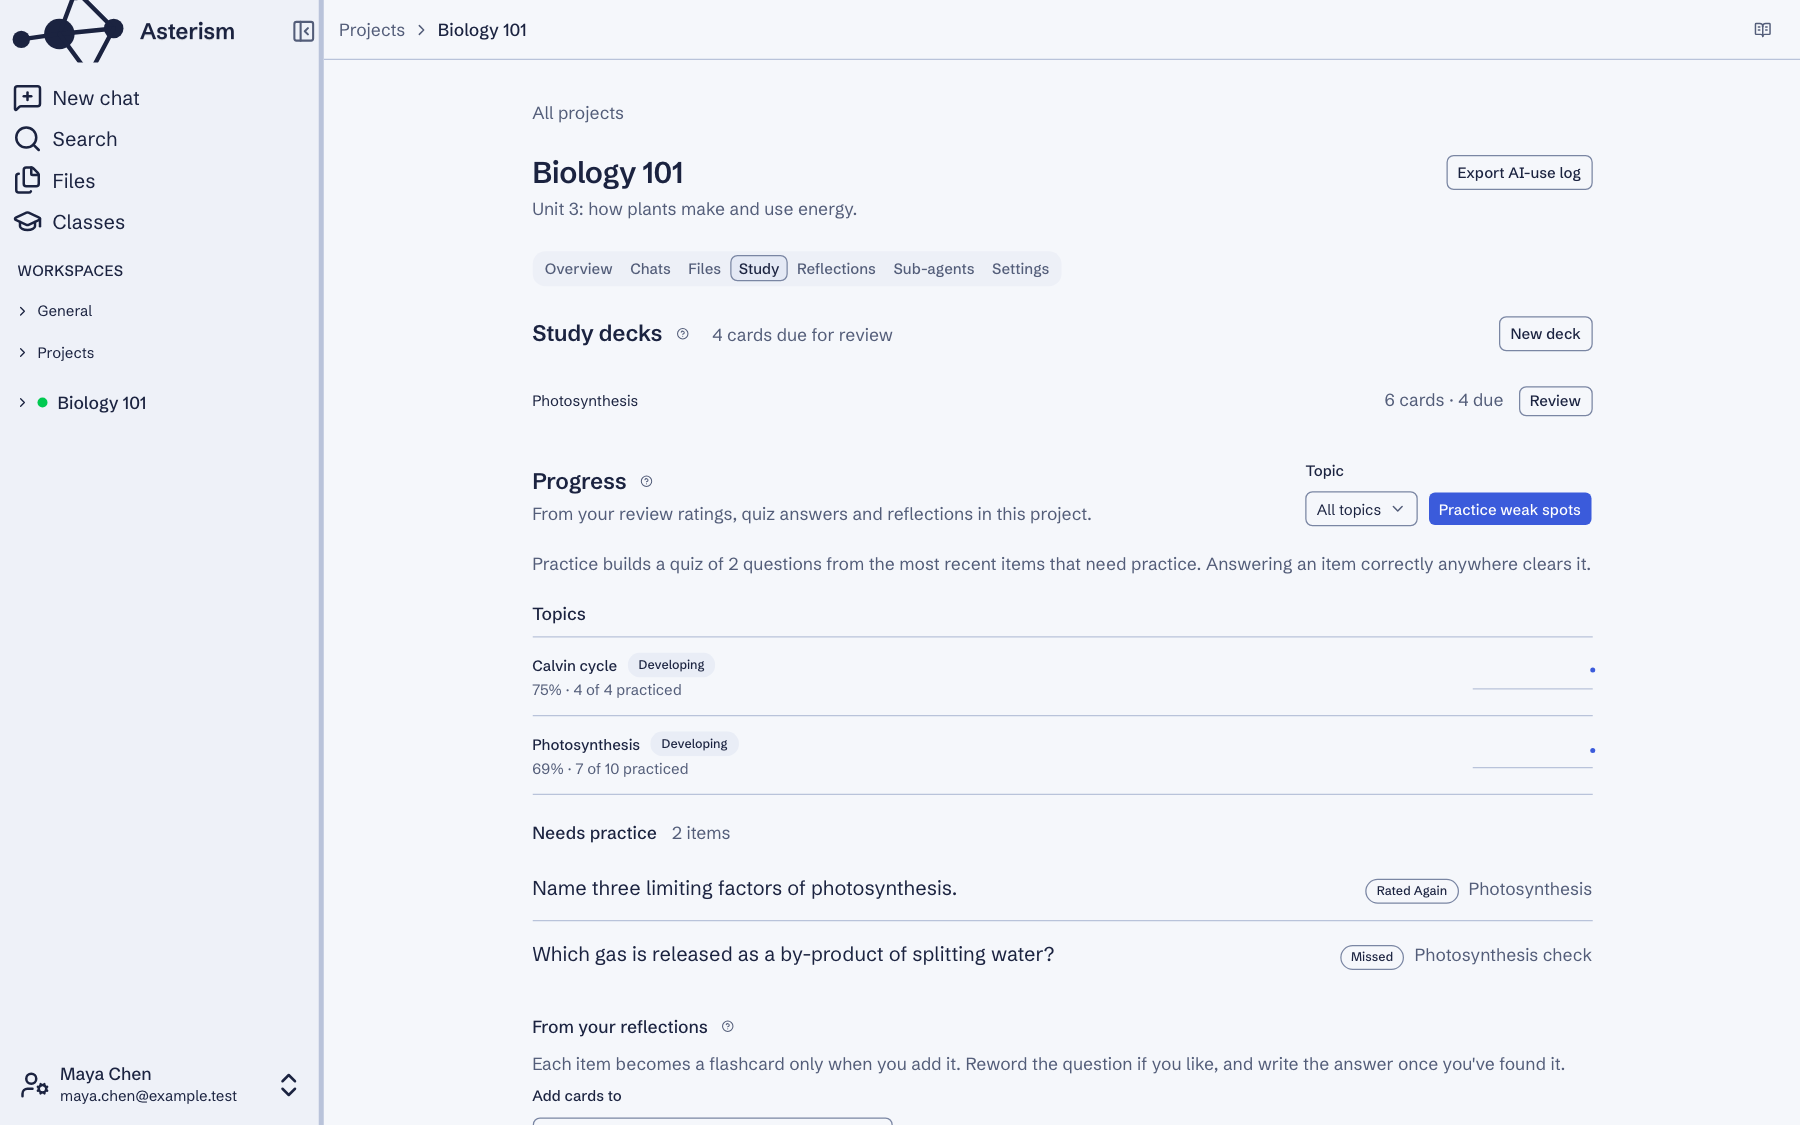 Asterism
New chat
Search
Files
Classes
WORKSPACES
General
Projects
Biology 101
Maya Chen
maya.chen@example.test
Projects > Biology 101
All projects
Biology 101
Export AI-use log
Unit 3: how plants make and use energy.
Overview Chats Files Study Reflections Sub-agents Settings
Study decks 4 cards due for review New deck
Photosynthesis 6 cards · 4 due Review
Topic
Progress
From your review ratings, quiz answers and reflections in this project. All topics Practice weak spots
Practice builds a quiz of 2 questions from the most recent items that need practice. Answering an item correctly anywhere clears it.
Topics
Calvin cycle Developing
75% · 4 of 4 practiced
Photosynthesis Developing
69% · 7 of 10 practiced
Needs practice 2 items
Name three limiting factors of photosynthesis. Rated Again Photosynthesis
Which gas is released as a by-product of splitting water? Missed Photosynthesis check
From your reflections
Each item becomes a flashcard only when you add it. Reword the question if you like, and write the answer once you've found it.
Add cards to